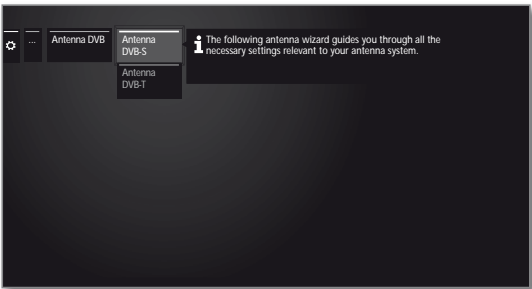 ...
Antenna DVB
Antenna
DVB-S
The following antenna wizard guides you through all the
necessary settings relevant to your antenna system.
Antenna
DVB-T